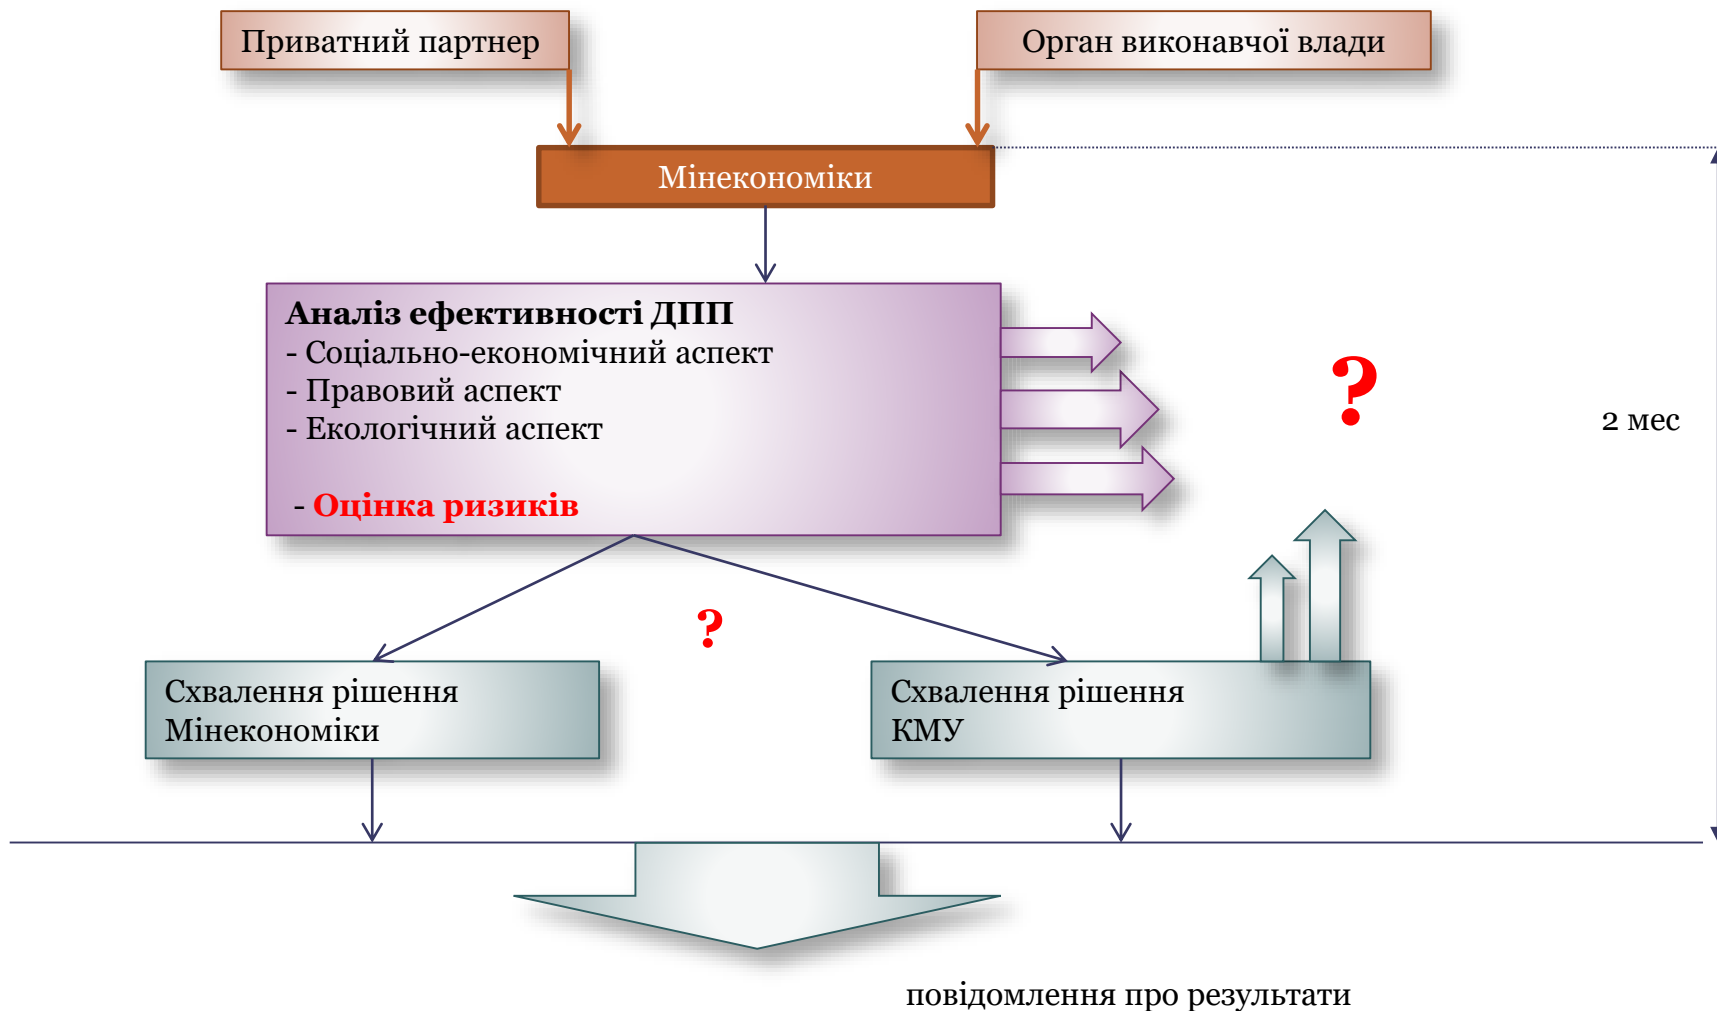 Приватний партнер
Орган виконавчої влади
Мінекономіки
Аналіз ефективності ДПП
- Соціально-економічний аспект
- Правовий аспект
- Екологічний аспект
- Оцінка ризиків
?
2 мес
?
Схвалення рішення
Мінекономіки
Схвалення рішення
КМУ
повідомлення про результати